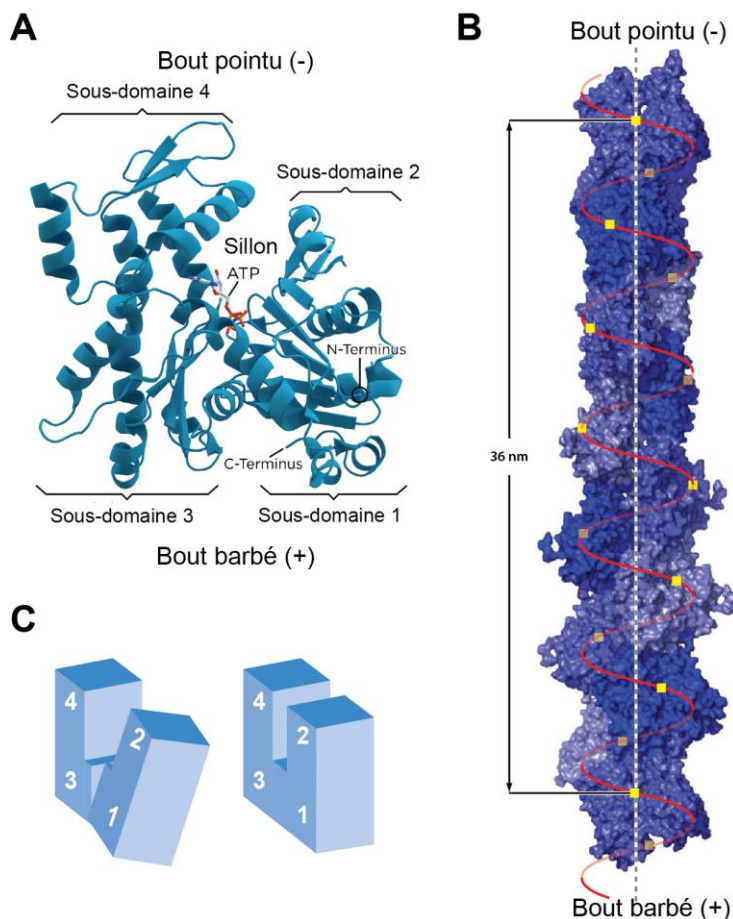 A
Bout pointu (-)
Sous-domaine 4
Sous-domaine 2
Sillon
ATP
N-Terminus
C-Terminus
Sous-domaine 3
Sous-domaine 1
Bout barbé (+)
B
Bout pointu (-)
36 nm
Bout barbé (+)
C
4
2
3
1
4
2
3
1